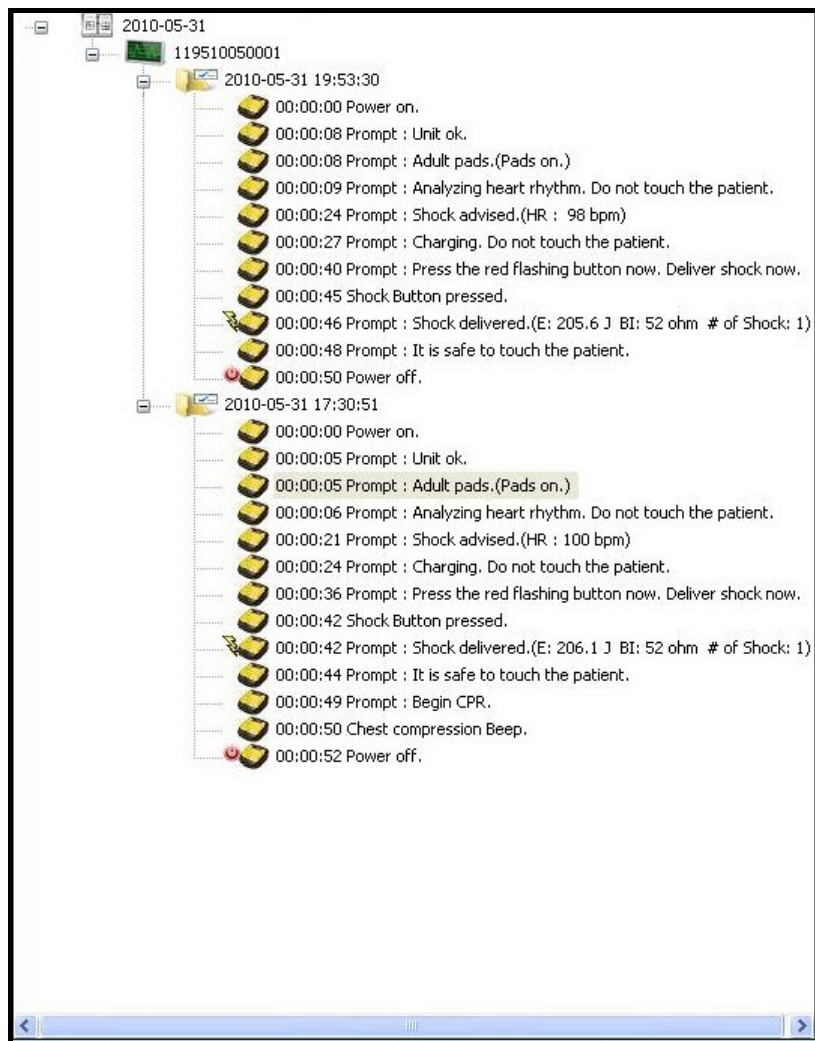 2010-05-31
119510050001
2010-05-31 19:53:30
00:00:00 Power on.
00:00:08 Prompt : Unit ok.
00:00:08 Prompt : Adult pads.(Pads on.)
00:00:09 Prompt : Analyzing heart rhythm. Do not touch the patient.
00:00:24 Prompt : Shock advised.(HR :  98 bpm)
00:00:27 Prompt : Charging. Do not touch the patient.
00:00:40 Prompt : Press the red flashing button now. Deliver shock now.
00:00:45 Shock Button pressed.
00:00:46 Prompt : Shock delivered.(E: 205.6 J  BI: 52 ohm  # of Shock: 1)
00:00:48 Prompt : It is safe to touch the patient.
00:00:50 Power off.
2010-05-31 17:30:51
00:00:00 Power on.
00:00:05 Prompt : Unit ok.
00:00:05 Prompt : Adult pads.(Pads on.)
00:00:06 Prompt : Analyzing heart rhythm. Do not touch the patient.
00:00:21 Prompt : Shock advised.(HR : 100 bpm)
00:00:24 Prompt : Charging. Do not touch the patient.
00:00:36 Prompt : Press the red flashing button now. Deliver shock now.
00:00:42 Shock Button pressed.
00:00:42 Prompt : Shock delivered.(E: 206.1 J  BI: 52 ohm  # of Shock: 1)
00:00:44 Prompt : It is safe to touch the patient.
00:00:49 Prompt : Begin CPR.
00:00:50 Chest compression Beep.
00:00:52 Power off.